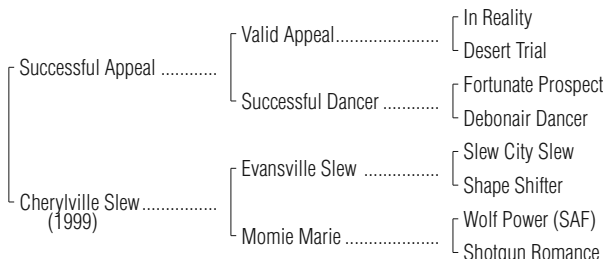 In Reality
Valid Appeal
Desert Trial
Successful Appeal
Fortunate Prospect
Successful Dancer
Debonair Dancer
Slew City Slew
Evansville Slew
Shape Shifter
Cherylville Slew
(1999)
Wolf Power (SAF)
Momie Marie
Shotgun Romance